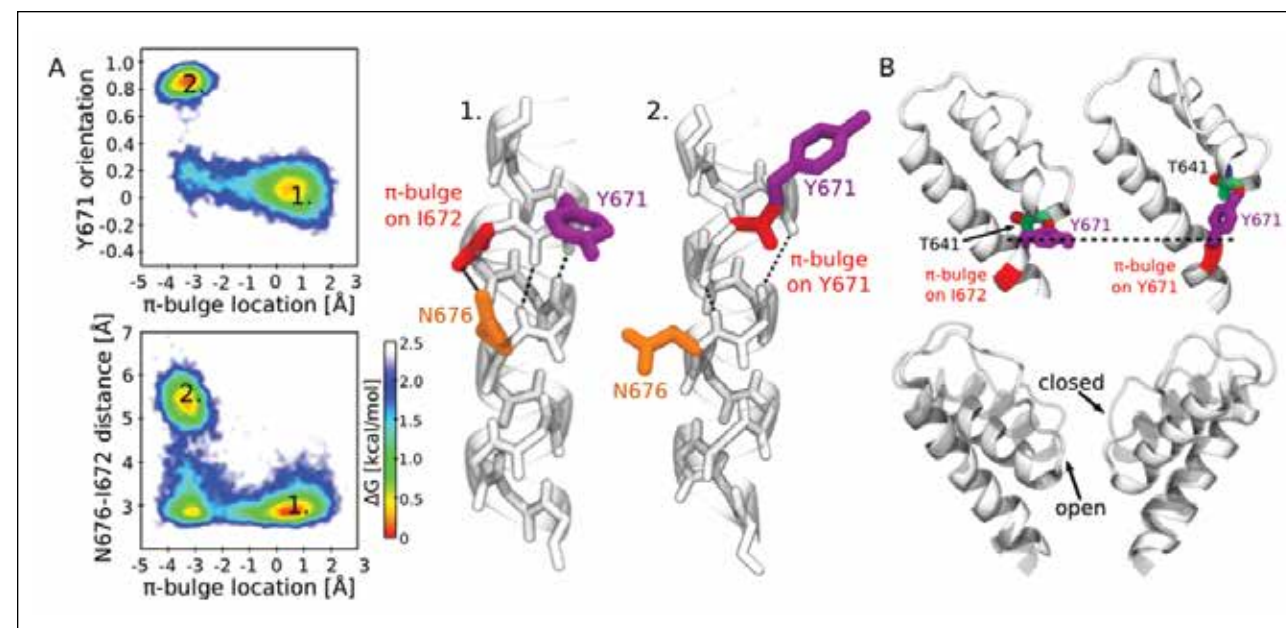 A
Y671 orientation
1.0
0.8
0.6
0.4
0.2
0
-0.2
-0.4
2.
1.
-5 -4 -3 -2 -1 0 1 2 3
π-bulge location [Å]
N676-I672 distance [Å]
7
6
5
4
3
2.
1.
-5 -4 -3 -2 -1 0 1 2 3
π-bulge location [Å]
2.5
2.0
1.5
1.0
0.5
0
ΔG [kcal/mol]
1.
π-bulge
on I672
Y671
N676
2.
Y671
π-bulge
on Y671
N676
B
T641
Y671
π-bulge
on I672
T641
Y671
π-bulge
on Y671
closed
open